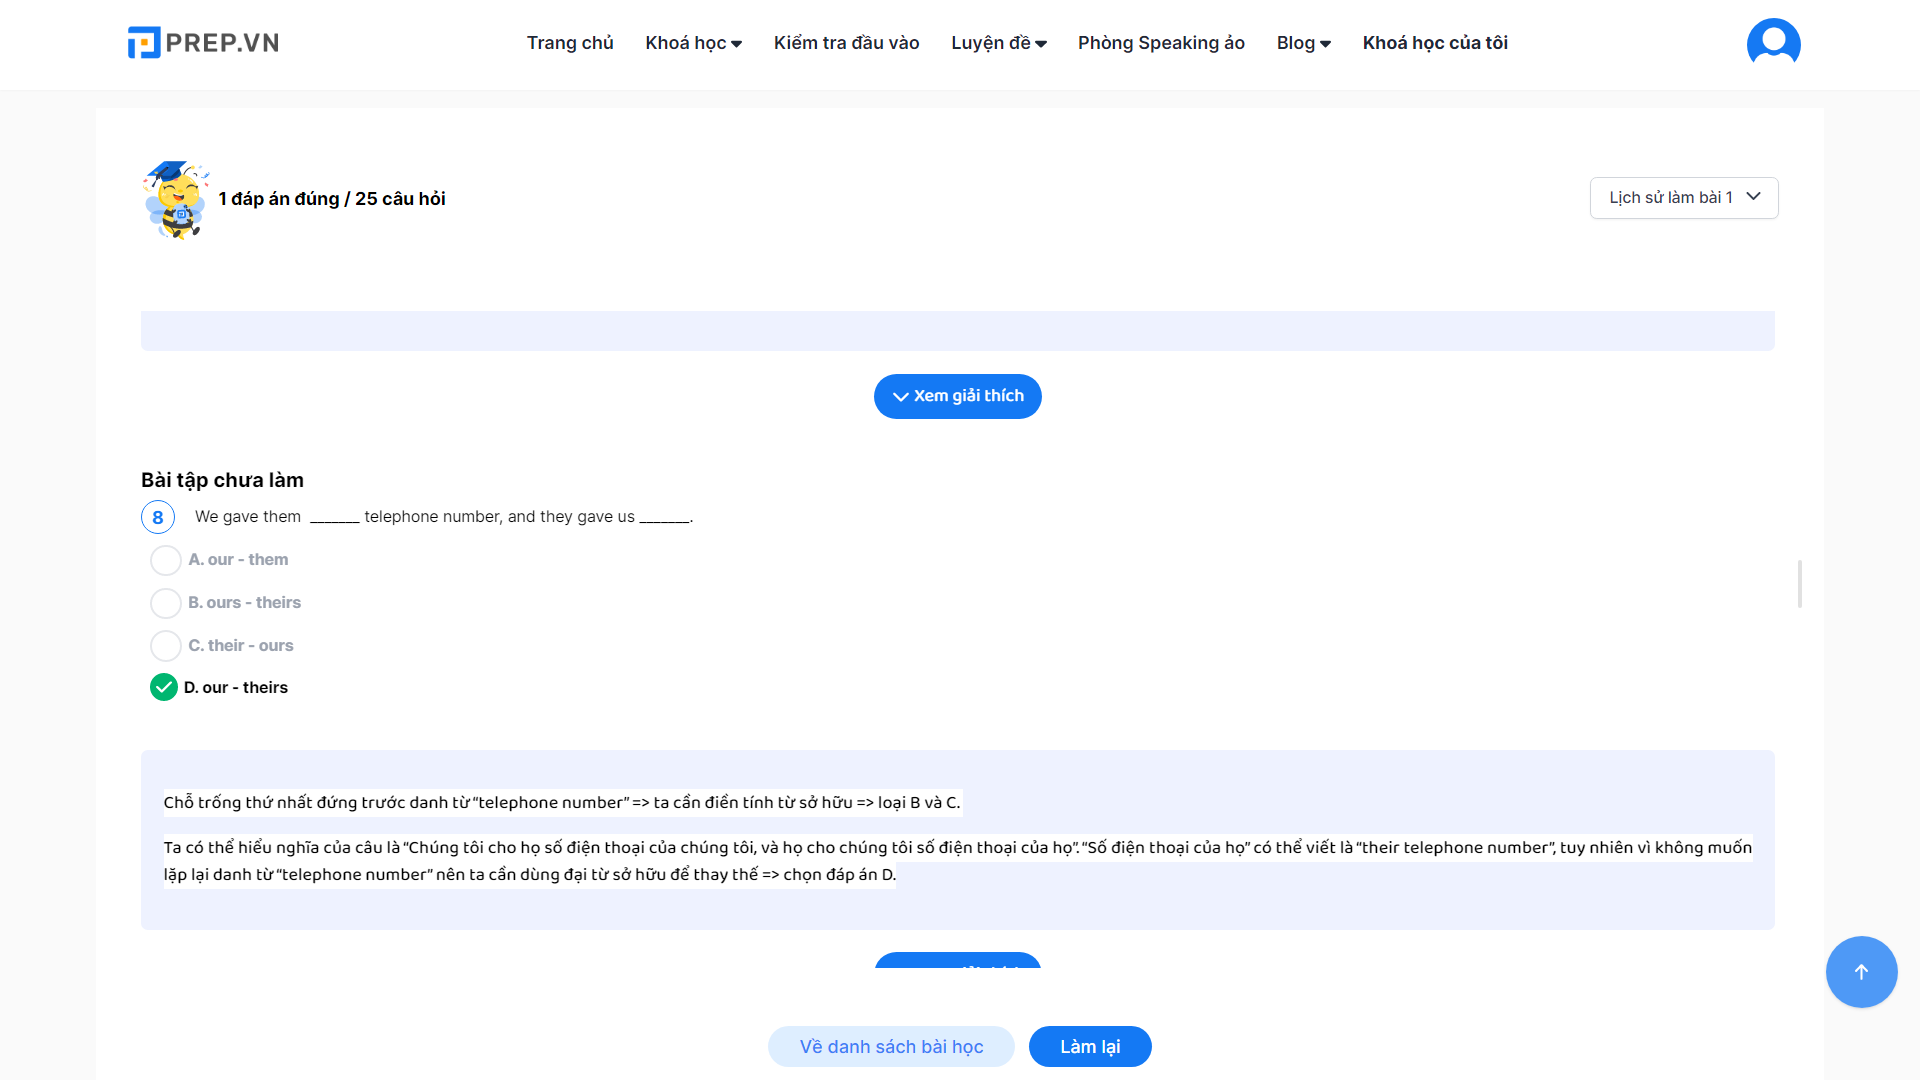 PREP.VN
Trang chủ Khoá học Kiểm tra đầu vào Luyện đề Phòng Speaking ảo Blog Khoá học của tôi
1 đáp án đúng / 25 câu hỏi
Lịch sử làm bài 1
Xem giải thích
Bài tập chưa làm
8 We gave them _______ telephone number, and they gave us _______.
A. our - them
B. ours - theirs
C. their - ours
D. our - theirs
Chỗ trống thứ nhất đứng trước danh từ “telephone number” => ta cần điền tính từ sở hữu => loại B và C.
Ta có thể hiểu nghĩa của câu là “Chúng tôi cho họ số điện thoại của chúng tôi, và họ cho chúng tôi số điện thoại của họ”. “Số điện thoại của họ” có thể viết là “their telephone number”, tuy nhiên vì không muốn
lặp lại danh từ “telephone number” nên ta cần dùng đại từ sở hữu để thay thế => chọn đáp án D.
Về danh sách bài học Làm lại